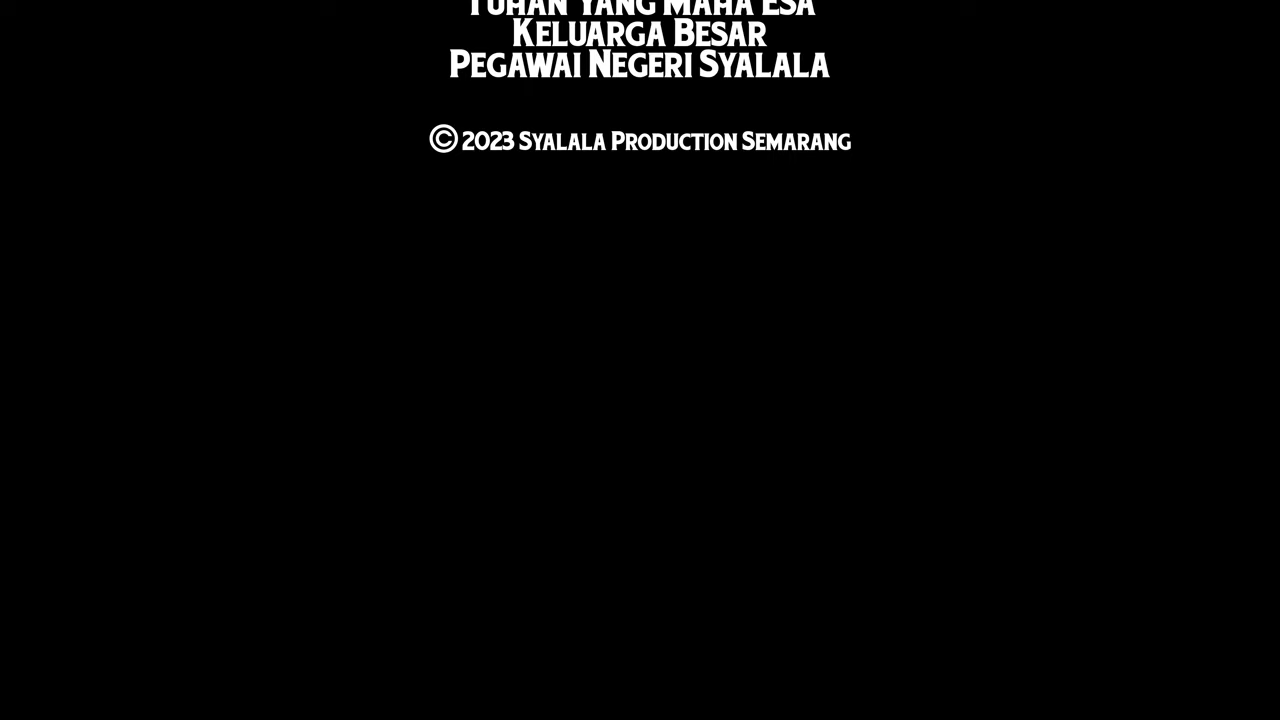 Tuhan Yang Maha Esa
Keluarga Besar
Pegawai Negeri Syalala
© 2023 Syalala Production Semarang